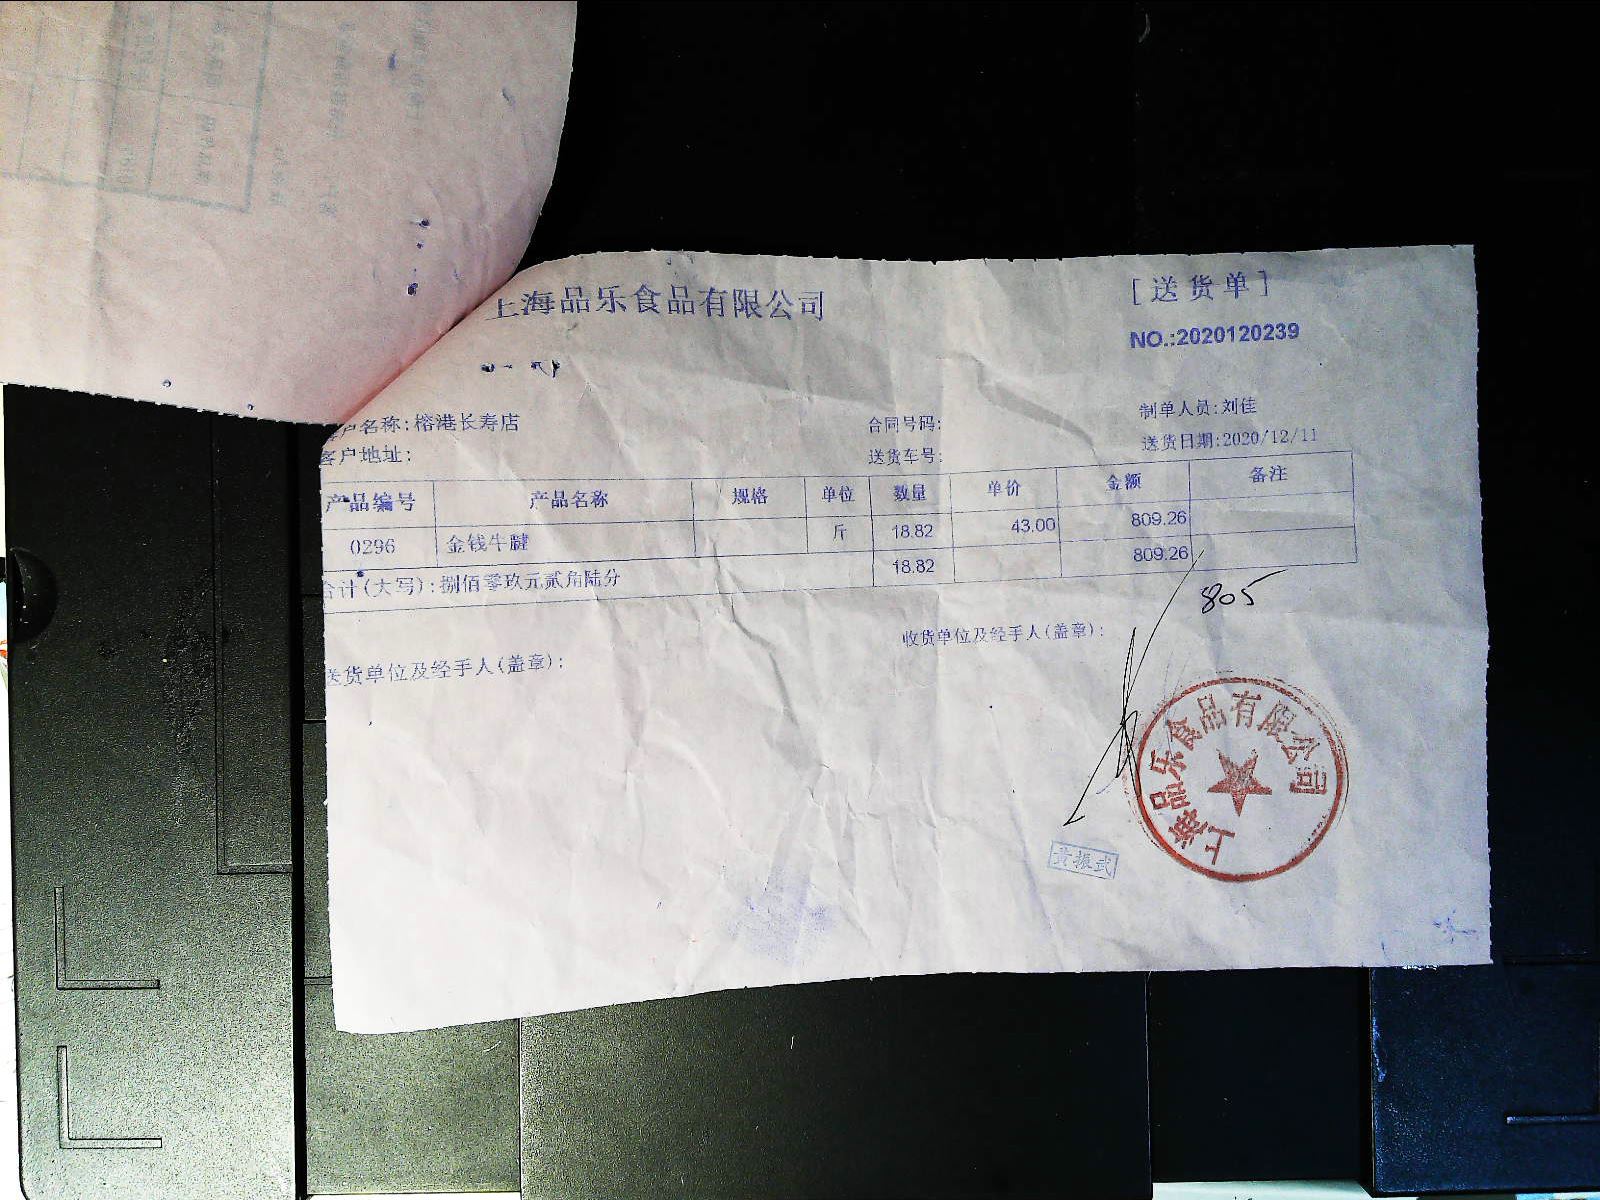 上海品乐食品有限公司
[送货单]
NO.:2020120239
客户名称:榕港长寿店
合同号码:
制单人员:刘佳
客户地址:
送货车号:
送货日期:2020/12/11
产品编号 产品名称 规格 单位 数量 单价 金额 备注
0296 金钱牛腱 斤 18.82 43.00 809.26
合计(大写):捌佰零玖元贰角陆分 18.82 809.26
805
送货单位及经手人(盖章):
收货单位及经手人(盖章):
上海品乐食品有限公司
黄振武